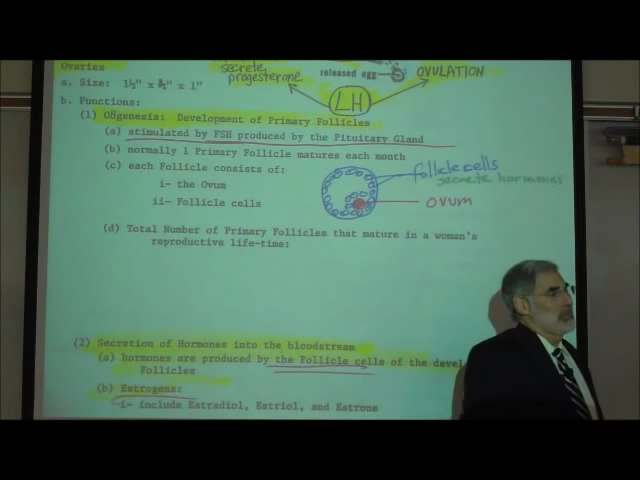 Ovaries
secrete
progesterone
released egg
OVULATION
LH
a. Size: 1½" x ¾" x 1"
b. Functions:
(1) Oögenesis: Development of Primary Follicles
(a) stimulated by FSH produced by the Pituitary Gland
(b) normally 1 Primary Follicle matures each month
(c) each Follicle consists of:
i- the Ovum
ii- Follicle cells
follicle cells
secrete hormones
ovum
(d) Total Number of Primary Follicles that mature in a woman's
reproductive life-time:
(2) Secretion of Hormones into the bloodstream
(a) hormones are produced by the Follicle cells of the
Follicles
(b) Estrogens:
i- include Estradiol, Estriol, and Estrone